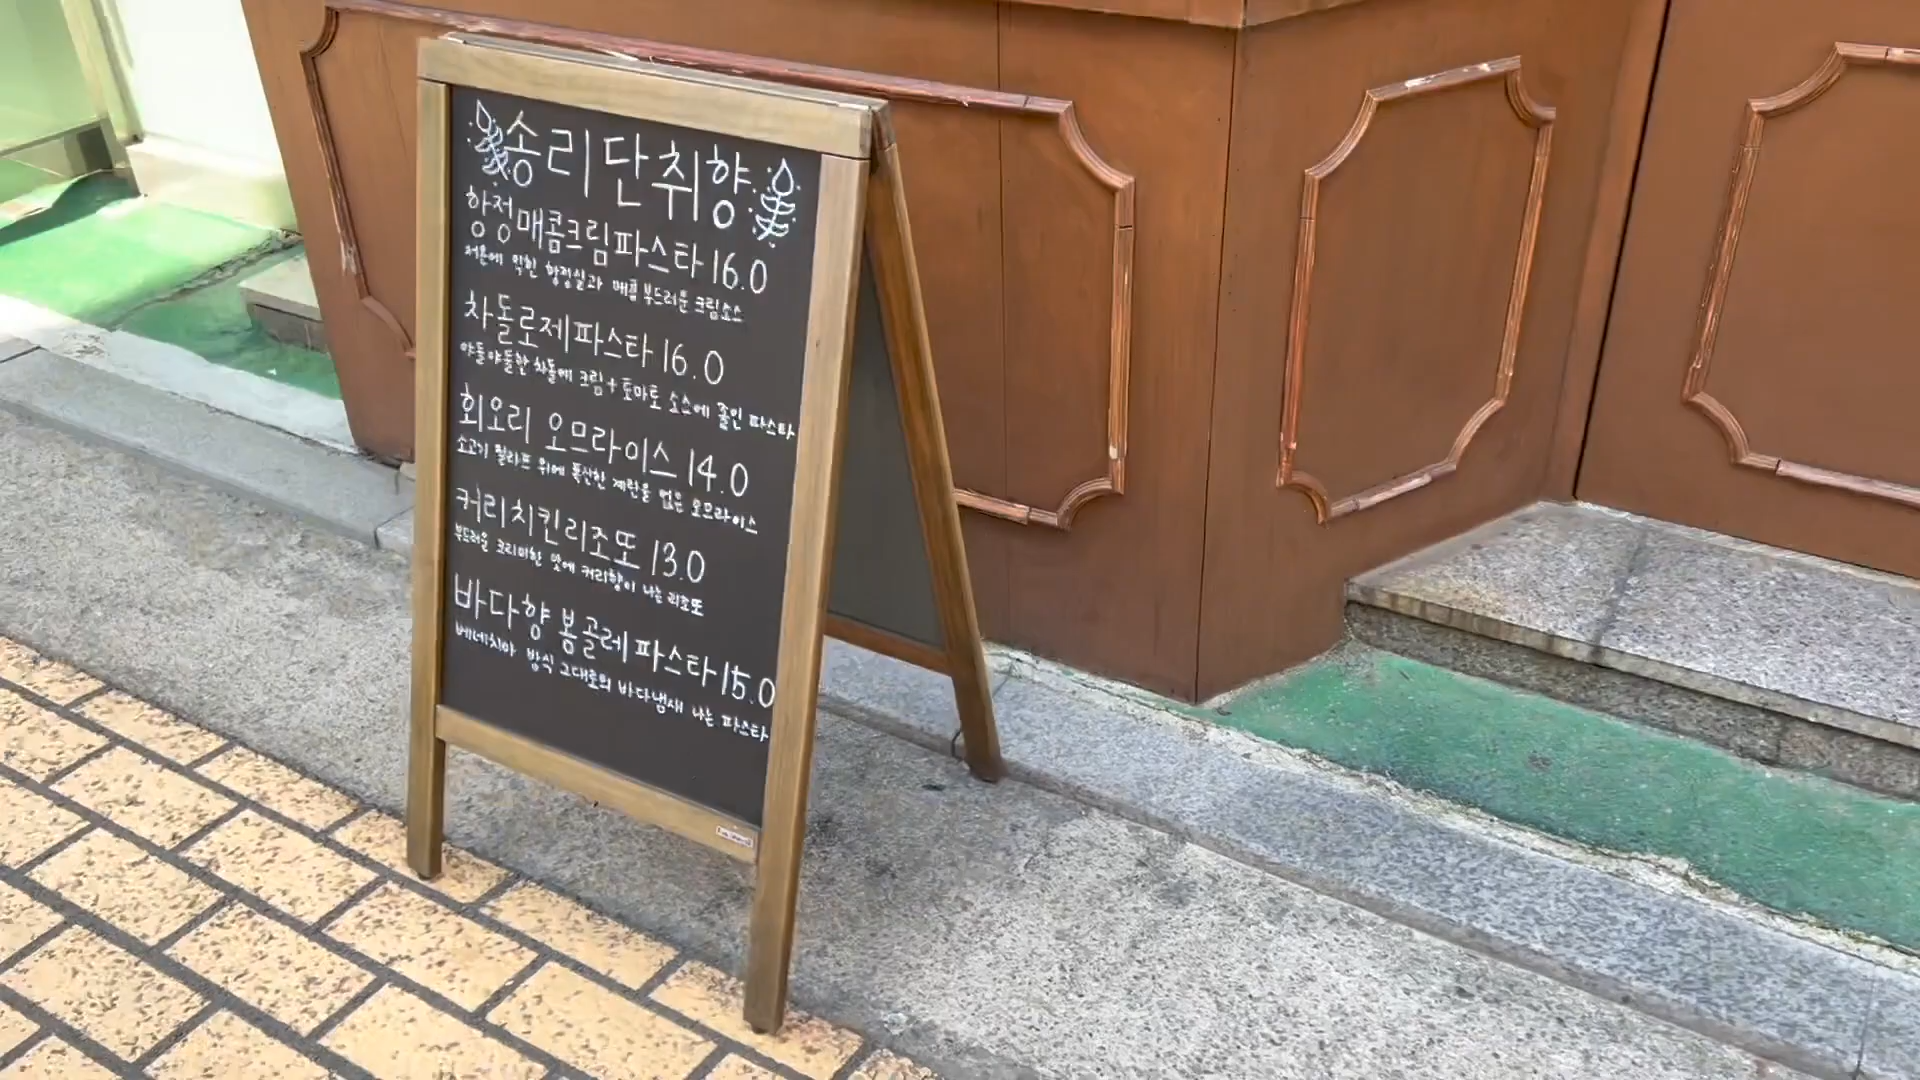 송리단취향
항정매콤크림파스타 16.0
저온에 익힌 항정살과 매콤 부드러운 크림소스
차돌로제파스타 16.0
야들야들한 차돌에 크림+토마토 소스에 졸인 파스타
회오리 오므라이스 14.0
소고기 필라프 위에 폭신한 계란을 얹은 오므라이스
커리치킨리조또 13.0
부드러운 크리미한 맛에 커리향이 나는 리조또
바다향 봉골레 파스타 15.0
베네치아 방식 그대로의 바다냄새 나는 파스타